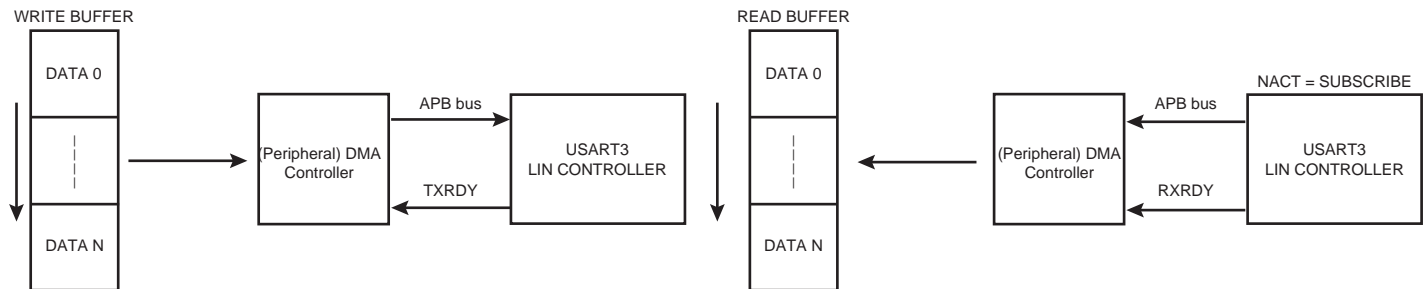 WRITE BUFFER
DATA 0
DATA N
(Peripheral) DMA
Controller
APB bus
TXRDY
USART3
LIN CONTROLLER
READ BUFFER
DATA 0
DATA N
(Peripheral) DMA
Controller
APB bus
RXRDY
NACT = SUBSCRIBE
USART3
LIN CONTROLLER